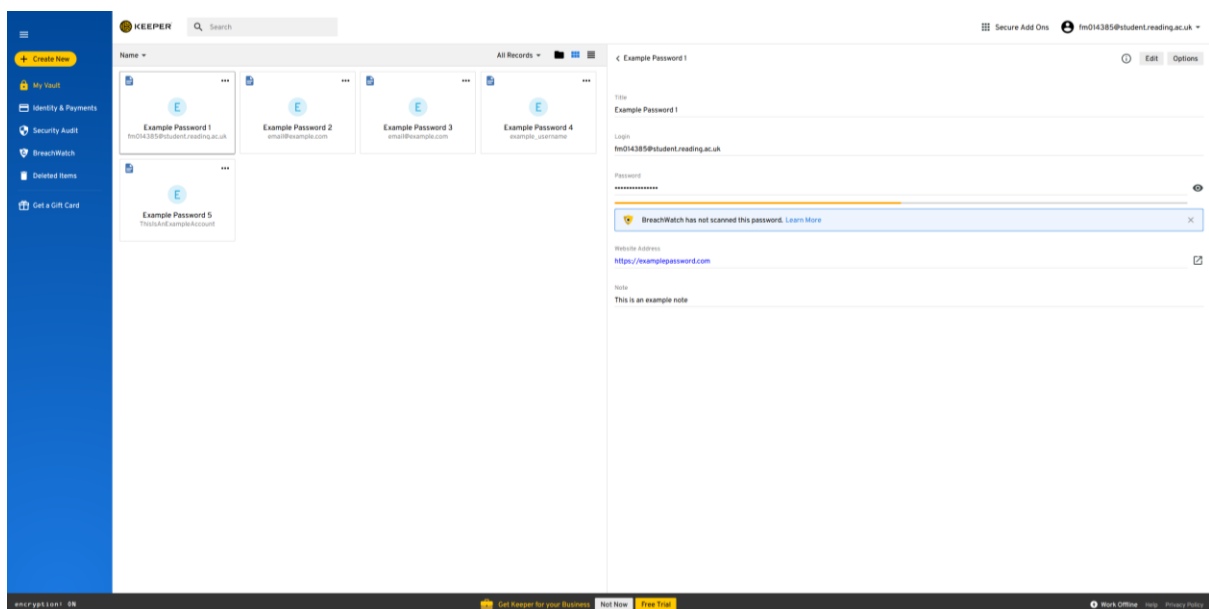 KEEPER
Search
Secure Add Ons
fm014385@student.reading.ac.uk
Create New
My Vault
Identity & Payments
Security Audit
BreachWatch
Deleted Items
Get a Gift Card
Name
All Records
E
Example Password 1
fm014385@student.reading.ac.uk
E
Example Password 2
email@example.com
E
Example Password 3
email@example.com
E
Example Password 4
example_username
E
Example Password 5
ThisIsAnExampleAccount
Example Password 1
Edit
Options
Title
Example Password 1
Login
fm014385@student.reading.ac.uk
Password
BreachWatch has not scanned this password. Learn More
Website Address
https://examplepassword.com
Note
This is an example note
encryption: ON
Get Keeper for your Business
Not Now
Free Trial
Work Offline
Help
Privacy Policy